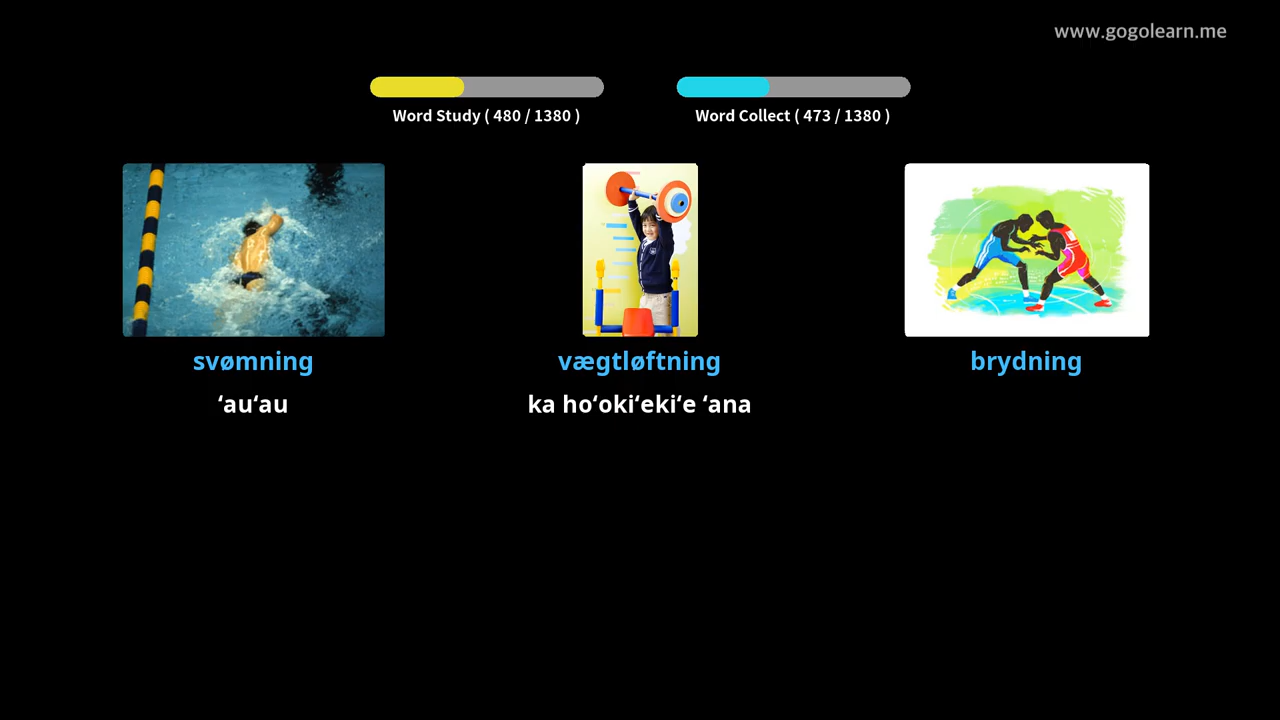 www.gogolearn.me
Word Study ( 480 / 1380 )
Word Collect ( 473 / 1380 )
svømning
vægtløftning
brydning
ʻauʻau
ka hoʻokiʻekiʻe ʻana